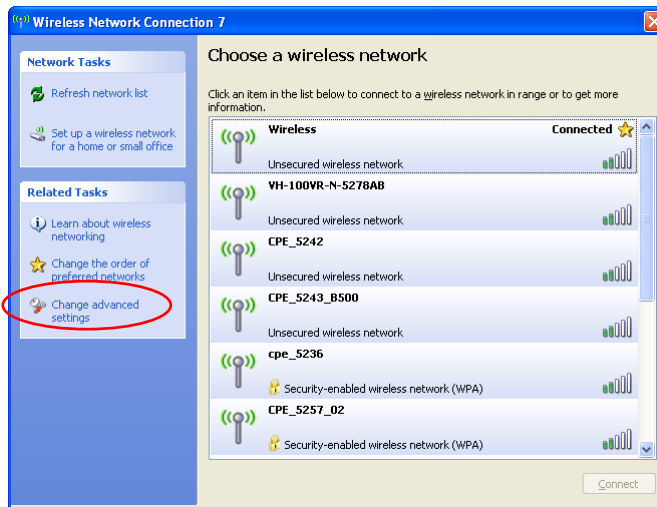 Wireless Network Connection 7
Network Tasks
Refresh network list
Set up a wireless network
for a home or small office
Related Tasks
Learn about wireless
networking
Change the order of
preferred networks
Change advanced
settings
Choose a wireless network
Click an item in the list below to connect to a wireless network in range or to get more
information.
Wireless Connected
Unsecured wireless network
VH-100VR-N-5278AB
Unsecured wireless network
CPE_5242
Unsecured wireless network
CPE_5243_B500
Unsecured wireless network
cpe_5236
Security-enabled wireless network (WPA)
CPE_5257_02
Security-enabled wireless network (WPA)
Connect